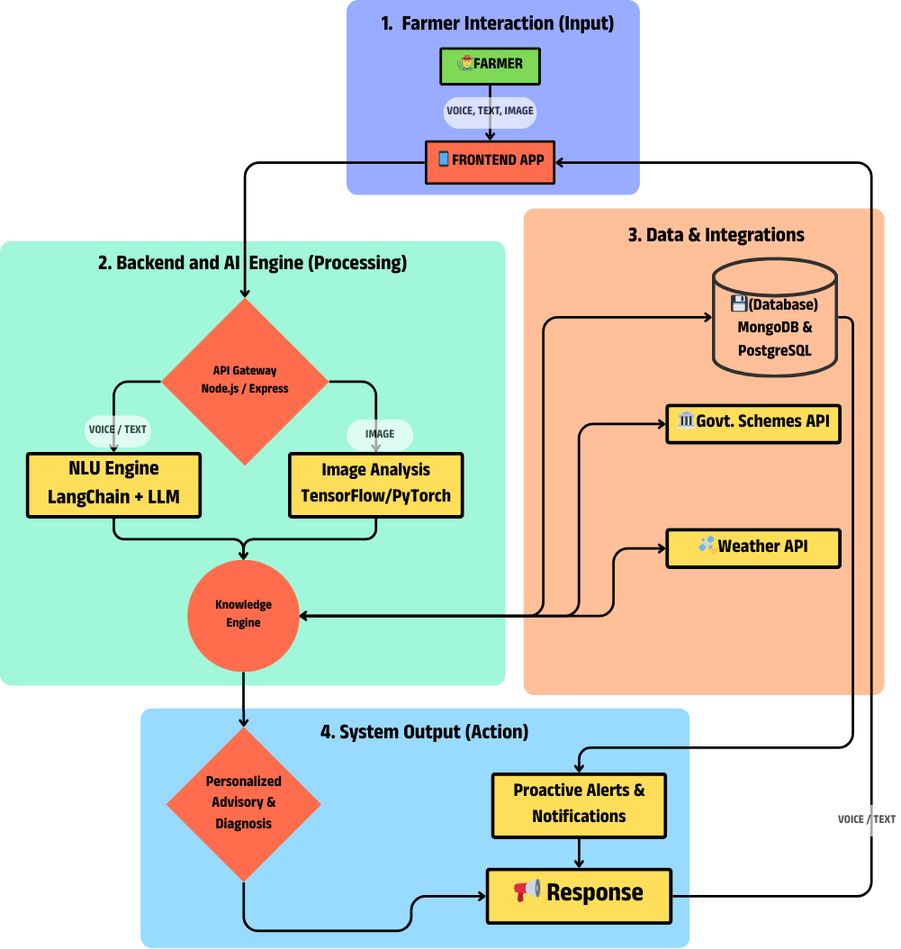 1. Farmer Interaction (Input)
FARMER
VOICE, TEXT, IMAGE
FRONTEND APP
2. Backend and AI Engine (Processing)
API Gateway
Node.js / Express
VOICE / TEXT
IMAGE
NLU Engine
LangChain + LLM
Image Analysis
TensorFlow/PyTorch
Knowledge
Engine
3. Data & Integrations
(Database)
MongoDB &
PostgreSQL
Govt. Schemes API
Weather API
4. System Output (Action)
Personalized
Advisory &
Diagnosis
Proactive Alerts &
Notifications
Response
VOICE / TEXT